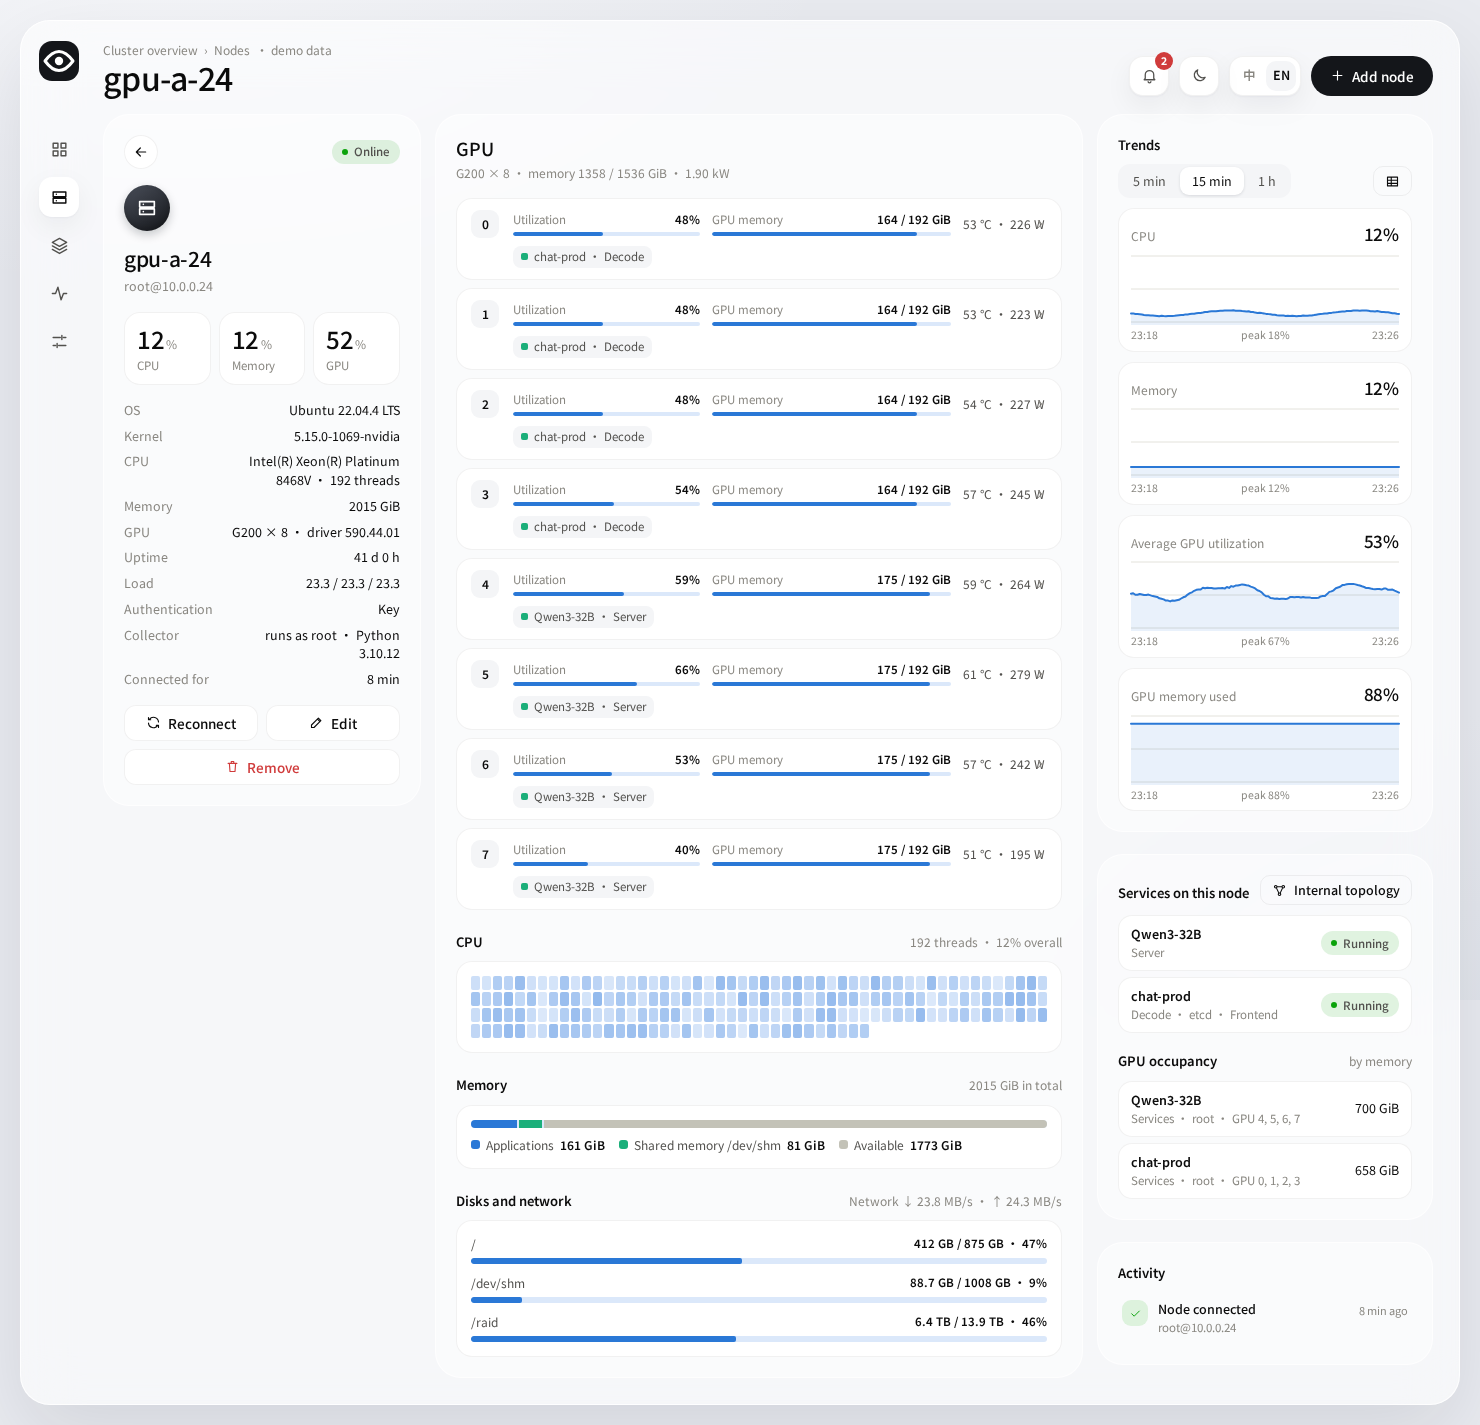 Cluster overview › Nodes • demo data
gpu-a-24
2
中 EN
+ Add node
Online
gpu-a-24
root@10.0.0.24
12 % 12 % 52 %
CPU Memory GPU
OS Ubuntu 22.04.4 LTS
Kernel 5.15.0-1069-nvidia
CPU Intel(R) Xeon(R) Platinum
8468V • 192 threads
Memory 2015 GiB
GPU G200 × 8 • driver 590.44.01
Uptime 41 d 0 h
Load 23.3 / 23.3 / 23.3
Authentication Key
Collector runs as root • Python
3.10.12
Connected for 8 min
Reconnect Edit
Remove
GPU
G200 × 8 • memory 1358 / 1536 GiB • 1.90 kW
0 Utilization 48% GPU memory 164 / 192 GiB 53 °C • 226 W
chat-prod • Decode
1 Utilization 48% GPU memory 164 / 192 GiB 53 °C • 223 W
chat-prod • Decode
2 Utilization 48% GPU memory 164 / 192 GiB 54 °C • 227 W
chat-prod • Decode
3 Utilization 54% GPU memory 164 / 192 GiB 57 °C • 245 W
chat-prod • Decode
4 Utilization 59% GPU memory 175 / 192 GiB 59 °C • 264 W
Qwen3-32B • Server
5 Utilization 66% GPU memory 175 / 192 GiB 61 °C • 279 W
Qwen3-32B • Server
6 Utilization 53% GPU memory 175 / 192 GiB 57 °C • 242 W
Qwen3-32B • Server
7 Utilization 40% GPU memory 175 / 192 GiB 51 °C • 195 W
Qwen3-32B • Server
CPU 192 threads • 12% overall
Memory 2015 GiB in total
Applications 161 GiB Shared memory /dev/shm 81 GiB Available 1773 GiB
Disks and network Network ↓ 23.8 MB/s • ↑ 24.3 MB/s
/ 412 GB / 875 GB • 47%
/dev/shm 88.7 GB / 1008 GB • 9%
/raid 6.4 TB / 13.9 TB • 46%
Trends
5 min 15 min 1 h
CPU 12%
23:18 peak 18% 23:26
Memory 12%
23:18 peak 12% 23:26
Average GPU utilization 53%
23:18 peak 67% 23:26
GPU memory used 88%
23:18 peak 88% 23:26
Services on this node Internal topology
Qwen3-32B Running
Server
chat-prod Running
Decode • etcd • Frontend
GPU occupancy by memory
Qwen3-32B 700 GiB
Services • root • GPU 4, 5, 6, 7
chat-prod 658 GiB
Services • root • GPU 0, 1, 2, 3
Activity
Node connected 8 min ago
root@10.0.0.24